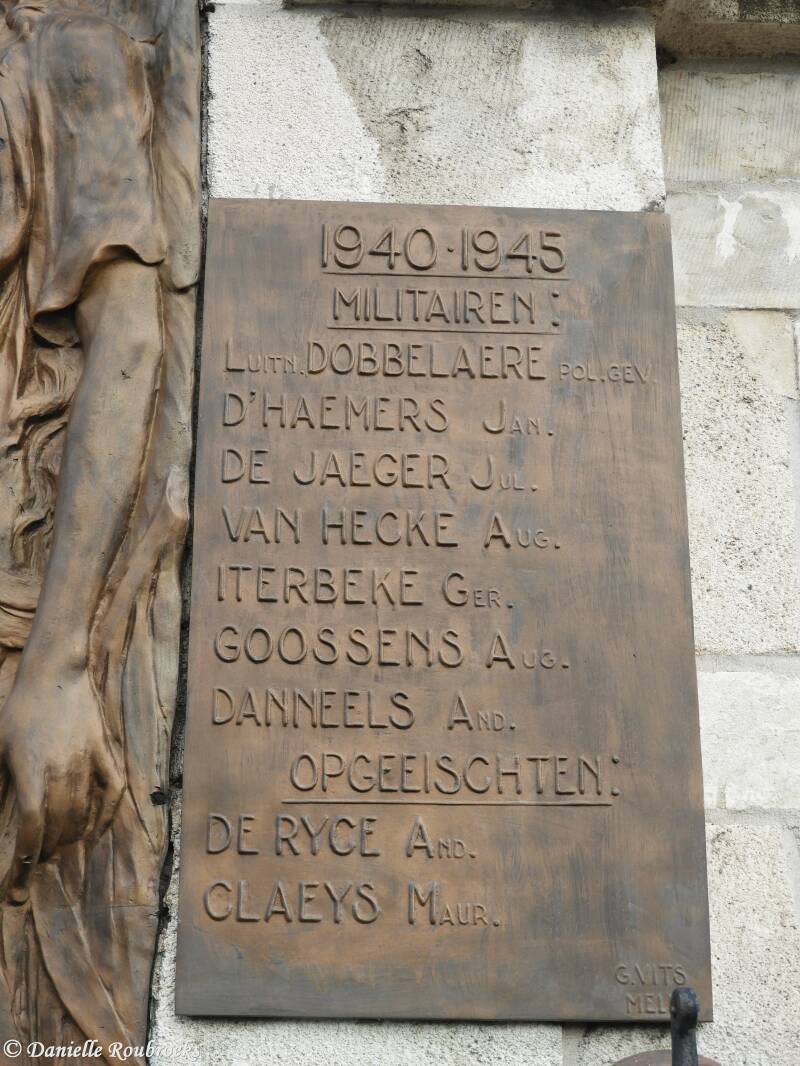 1940·1945
MILITAIREN:
LUITN. DOBBELAERE POL.GEV.
D'HAEMERS JAN.
DE JAEGER JUL.
VAN HECKE AUG.
ITERBEKE GER.
GOOSSENS AUG.
DANNEELS AND.
OPGEEISCHTEN:
DE RYCE AND.
CLAEYS MAUR.
G.VITS
© Danielle Roubroeks